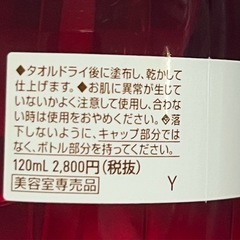 ◆タオルドライ後に塗布し、乾かして
仕上げます。◆お肌に異常が生じて
いないかよく注意して使用し、合わな
い時は使用をおやめください。◆落
下しないように、キャップ部分では
なく、ボトル部分を持ってください。
120mL 2,800円(税抜)
美容室専売品
Y